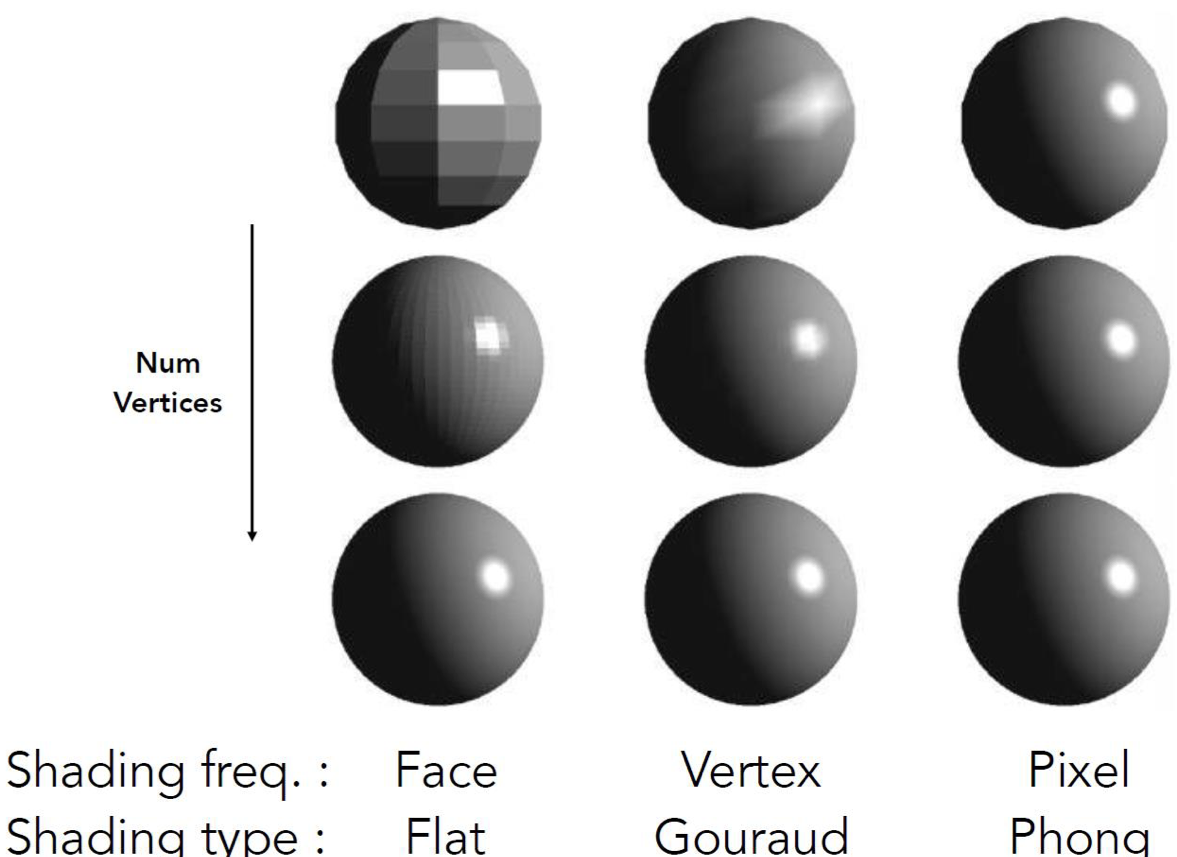 Num
Vertices
Shading freq. : Face Vertex Pixel
Shading type : Flat Gouraud Phong